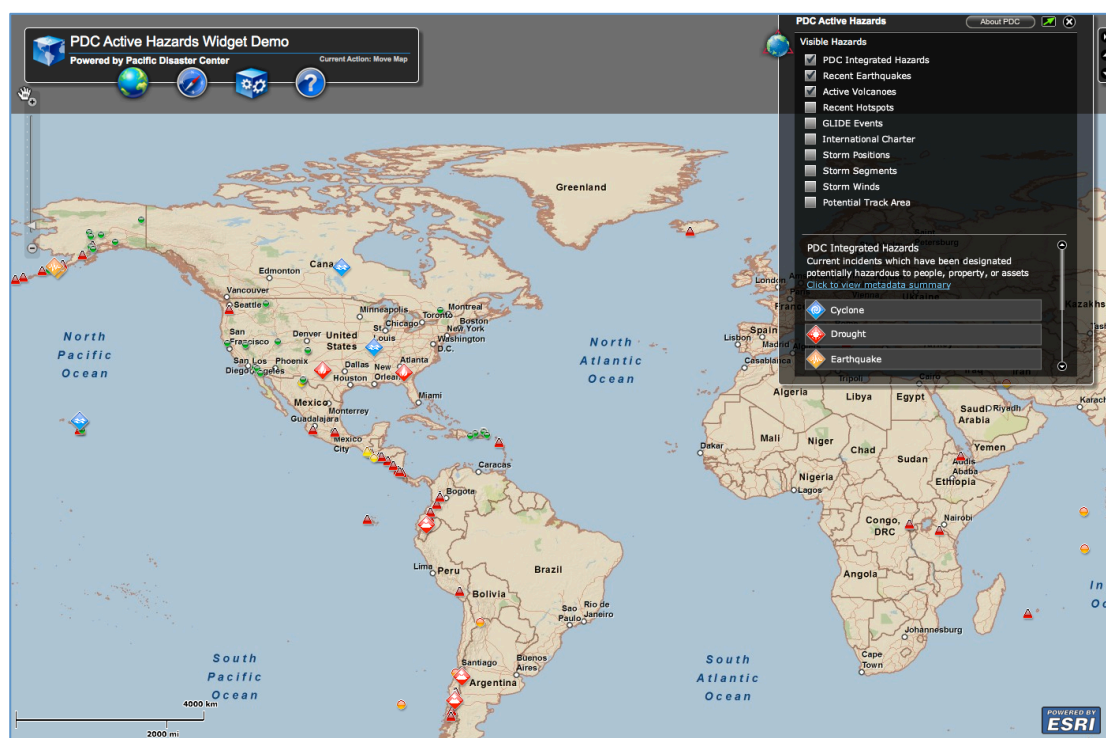 PDC Active Hazards Widget Demo
Powered by Pacific Disaster Center
Current Action: Move Map
PDC Active Hazards
About PDC
Visible Hazards
PDC Integrated Hazards
Recent Earthquakes
Active Volcanoes
Recent Hotspots
GLIDE Events
International Charter
Storm Positions
Storm Segments
Storm Winds
Potential Track Area
PDC Integrated Hazards
Current incidents which have been designated
potentially hazardous to people, property, or assets
Click to view metadata summary
Cyclone
Drought
Earthquake
Greenland
Edmonton
Vancouver
Seattle
Minneapolis
Montreal
Toronto
Boston
New York
Chicago
Washington
D.C.
San
Francisco
Denver
United
States
St.
Louis
San Los
Diego Angeles
Phoenix
Dallas
Atlanta
Houston
New
Orleans
Miami
Mexico
Monterrey
Guadalajara
Mexico
City
North
Pacific
Ocean
North
Atlantic
Ocean
London
Spain
Lisbon
Madrid
Casablanca
Algeria
Tripoli
Libya
Cairo
Egypt
Saudi
Arabia
Riyadh
Iran
Karach
Kazakhs
Yemen
Dakar
Mali
Niger
Chad
Sudan
Addis
Ababa
Ethiopia
Nigeria
Lagos
Caracas
Bogota
Congo,
DRC
Nairobi
Lima
Peru
Brazil
Bolivia
Angola
Sao
Paulo
Rio de
Janeiro
Johannesburg
Cape
Town
Santiago
Buenos
Aires
Argentina
South
Pacific
Ocean
South
Atlantic
Ocean
In
Oc
4000 km
2000 mi
POWERED BY
ESRI